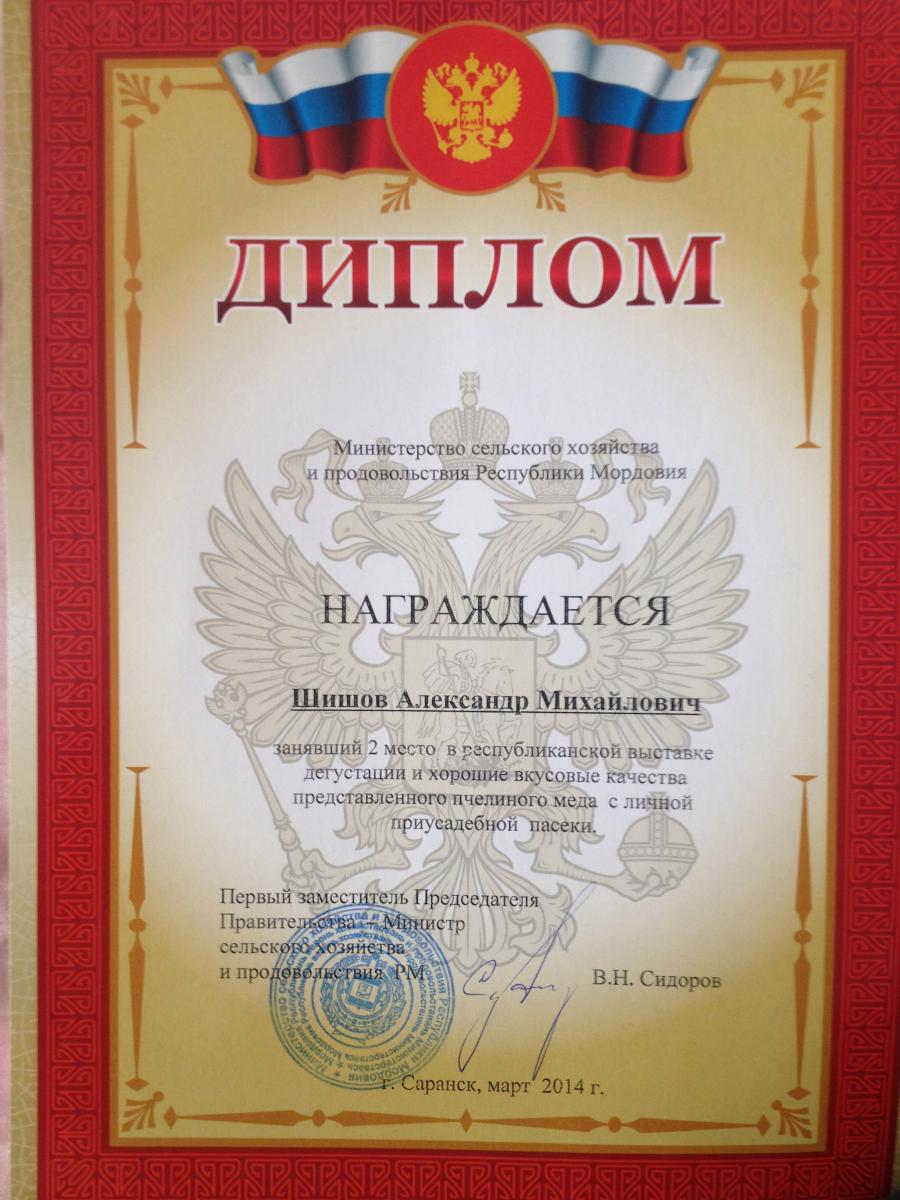 ДИПЛОМ
Министерство сельского хозяйства
и продовольствия Республики Мордовия
НАГРАЖДАЕТСЯ
Шишов Александр Михайлович
занявший 2 место в республиканской выставке
дегустации и хорошие вкусовые качества
представленного пчелиного меда с личной
приусадебной пасеки.
Первый заместитель Председателя
Правительства – Министр
сельского хозяйства
и продовольствия РМ
В.Н. Сидоров
г. Саранск, март 2014 г.